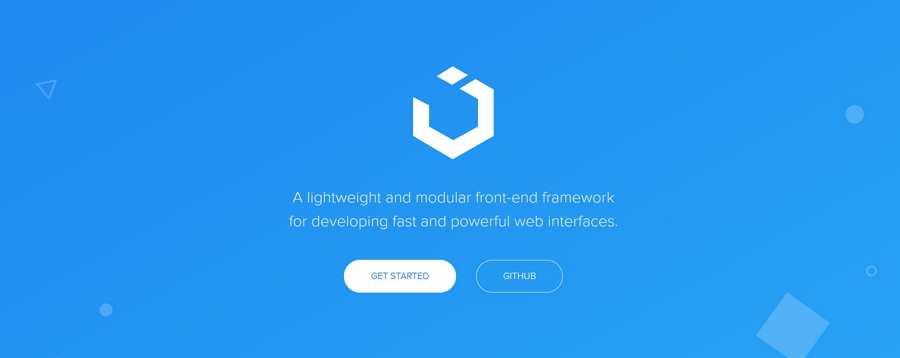 A lightweight and modular front-end framework
for developing fast and powerful web interfaces.
GET STARTED
GITHUB